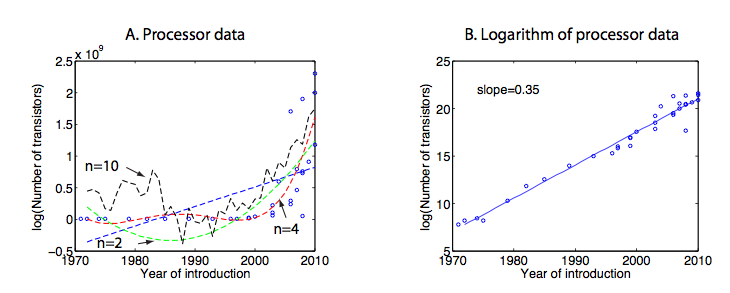 A. Processor data
B. Logarithm of processor data
x 10^9
2.5
2
1.5
1
0.5
0
−0.5
log(Number of transistors)
n=10
n=2
n=4
1970
1980
1990
2000
2010
Year of introduction
25
20
15
10
5
log(Number of transistors)
slope=0.35
1970
1980
1990
2000
2010
Year of introduction